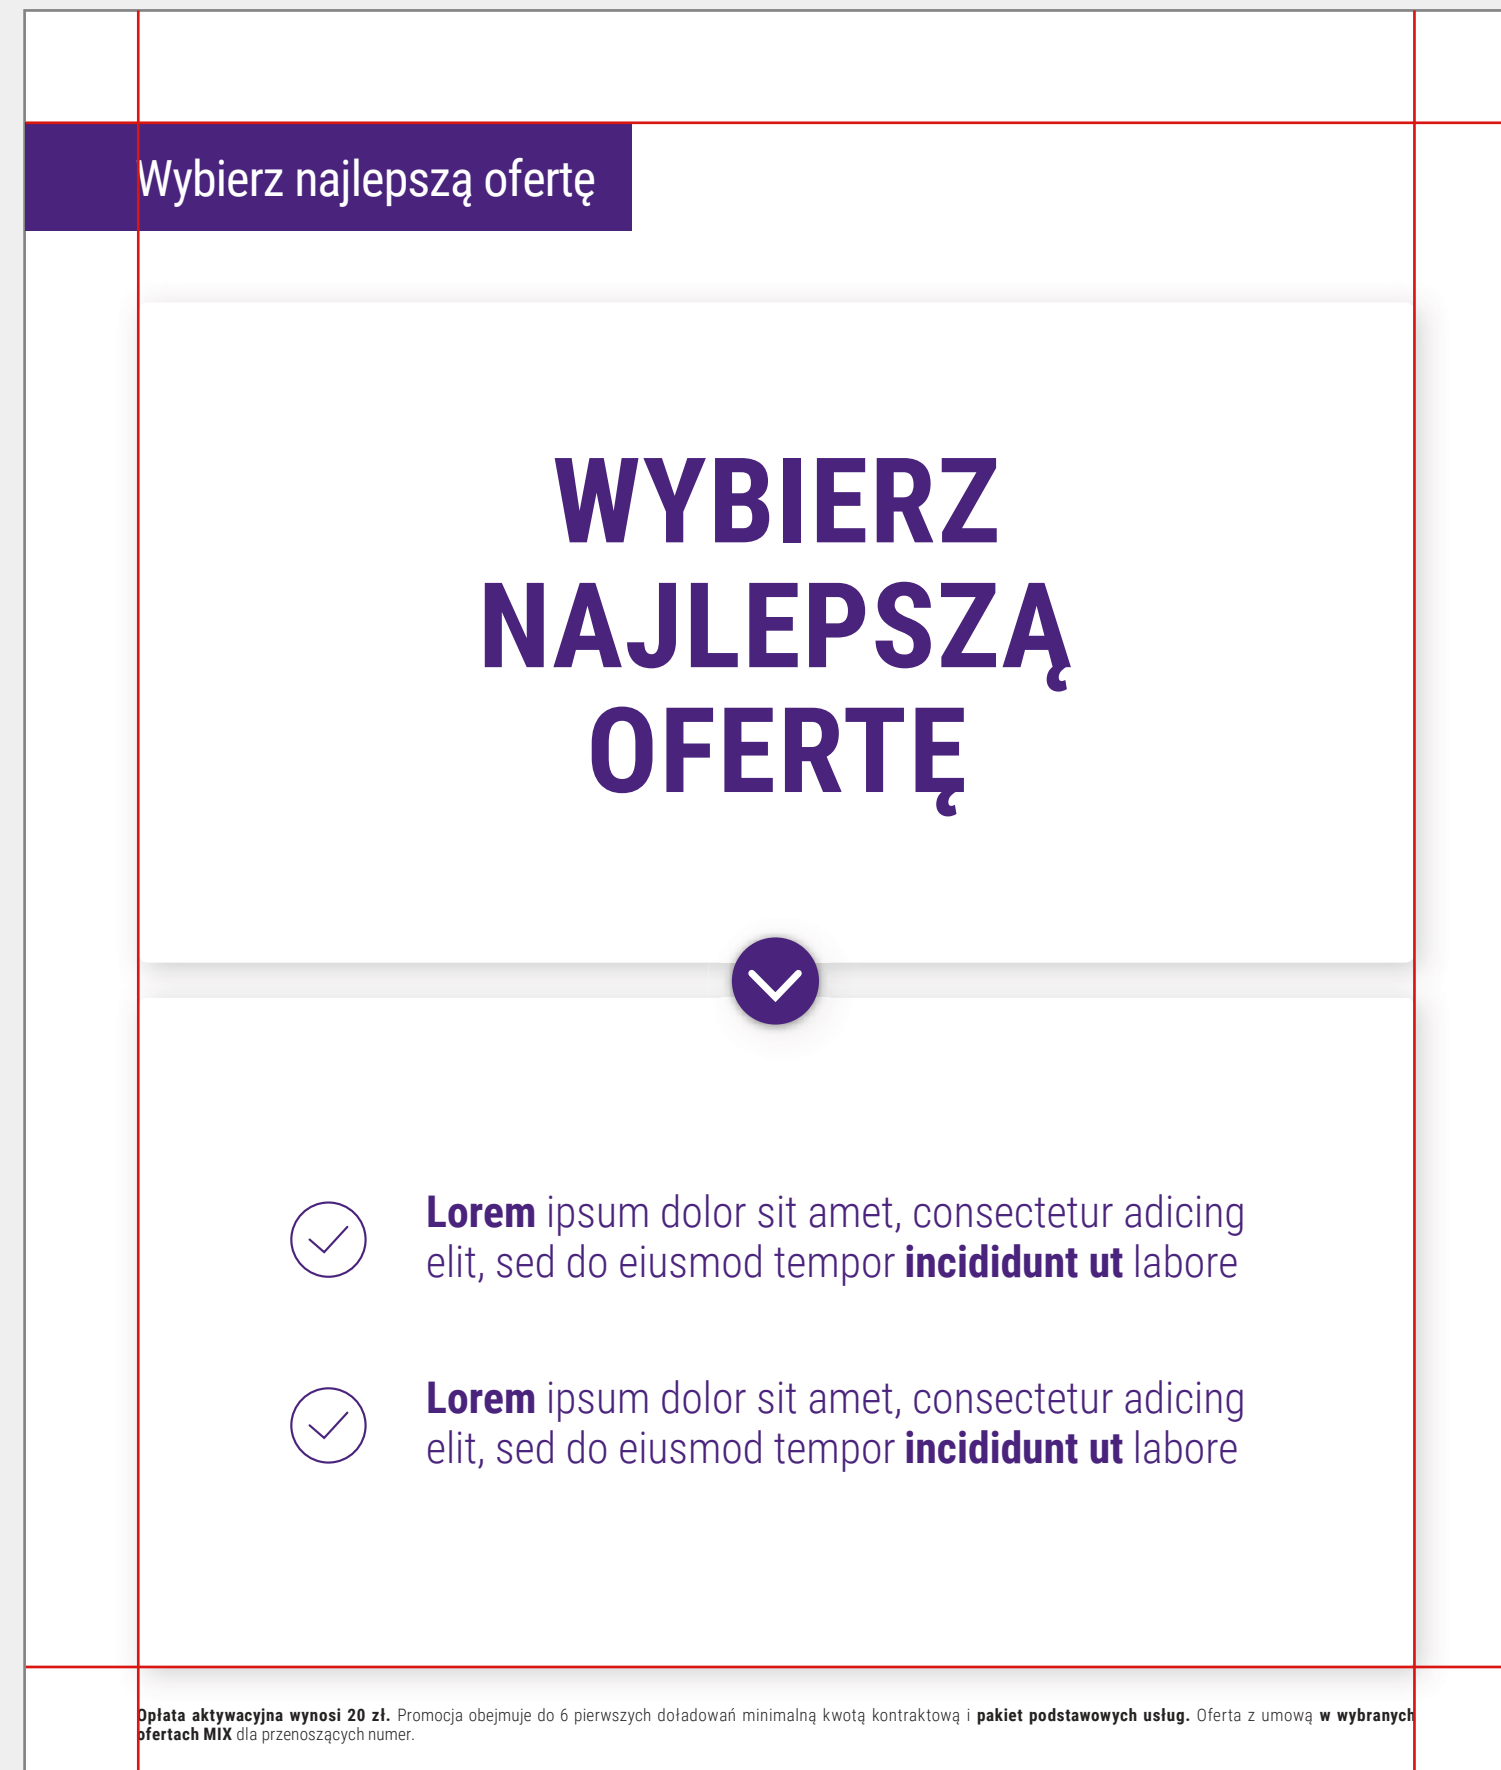 Wybierz najlepszą ofertę
WYBIERZ
NAJLEPSZĄ
OFERTĘ
Lorem ipsum dolor sit amet, consectetur adicing
elit, sed do eiusmod tempor incididunt ut labore
Lorem ipsum dolor sit amet, consectetur adicing
elit, sed do eiusmod tempor incididunt ut labore
Opłata aktywacyjna wynosi 20 zł. Promocja obejmuje do 6 pierwszych doładowań minimalną kwotą kontraktową i pakiet podstawowych usług. Oferta z umową w wybranych
ofertach MIX dla przenoszących numer.